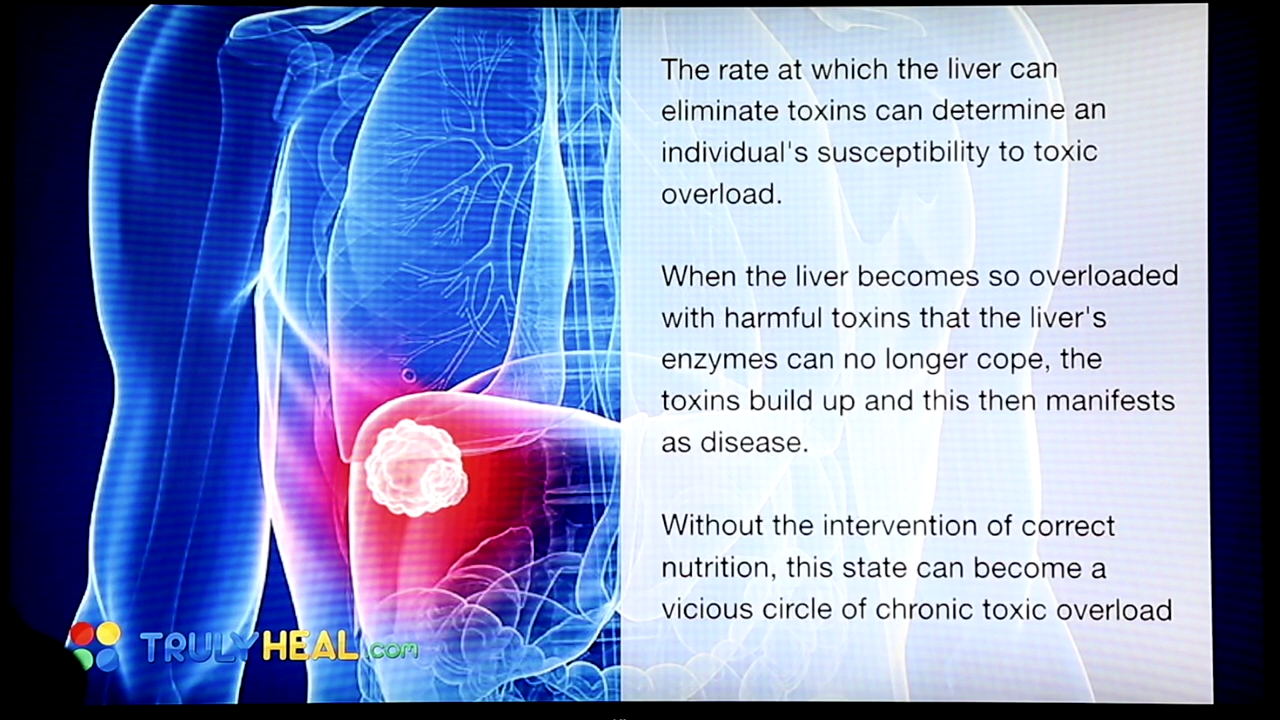 The rate at which the liver can
eliminate toxins can determine an
individual's susceptibility to toxic
overload.
When the liver becomes so overloaded
with harmful toxins that the liver's
enzymes can no longer cope, the
toxins build up and this then manifests
as disease.
Without the intervention of correct
nutrition, this state can become a
vicious circle of chronic toxic overload
TRULYHEAL.com